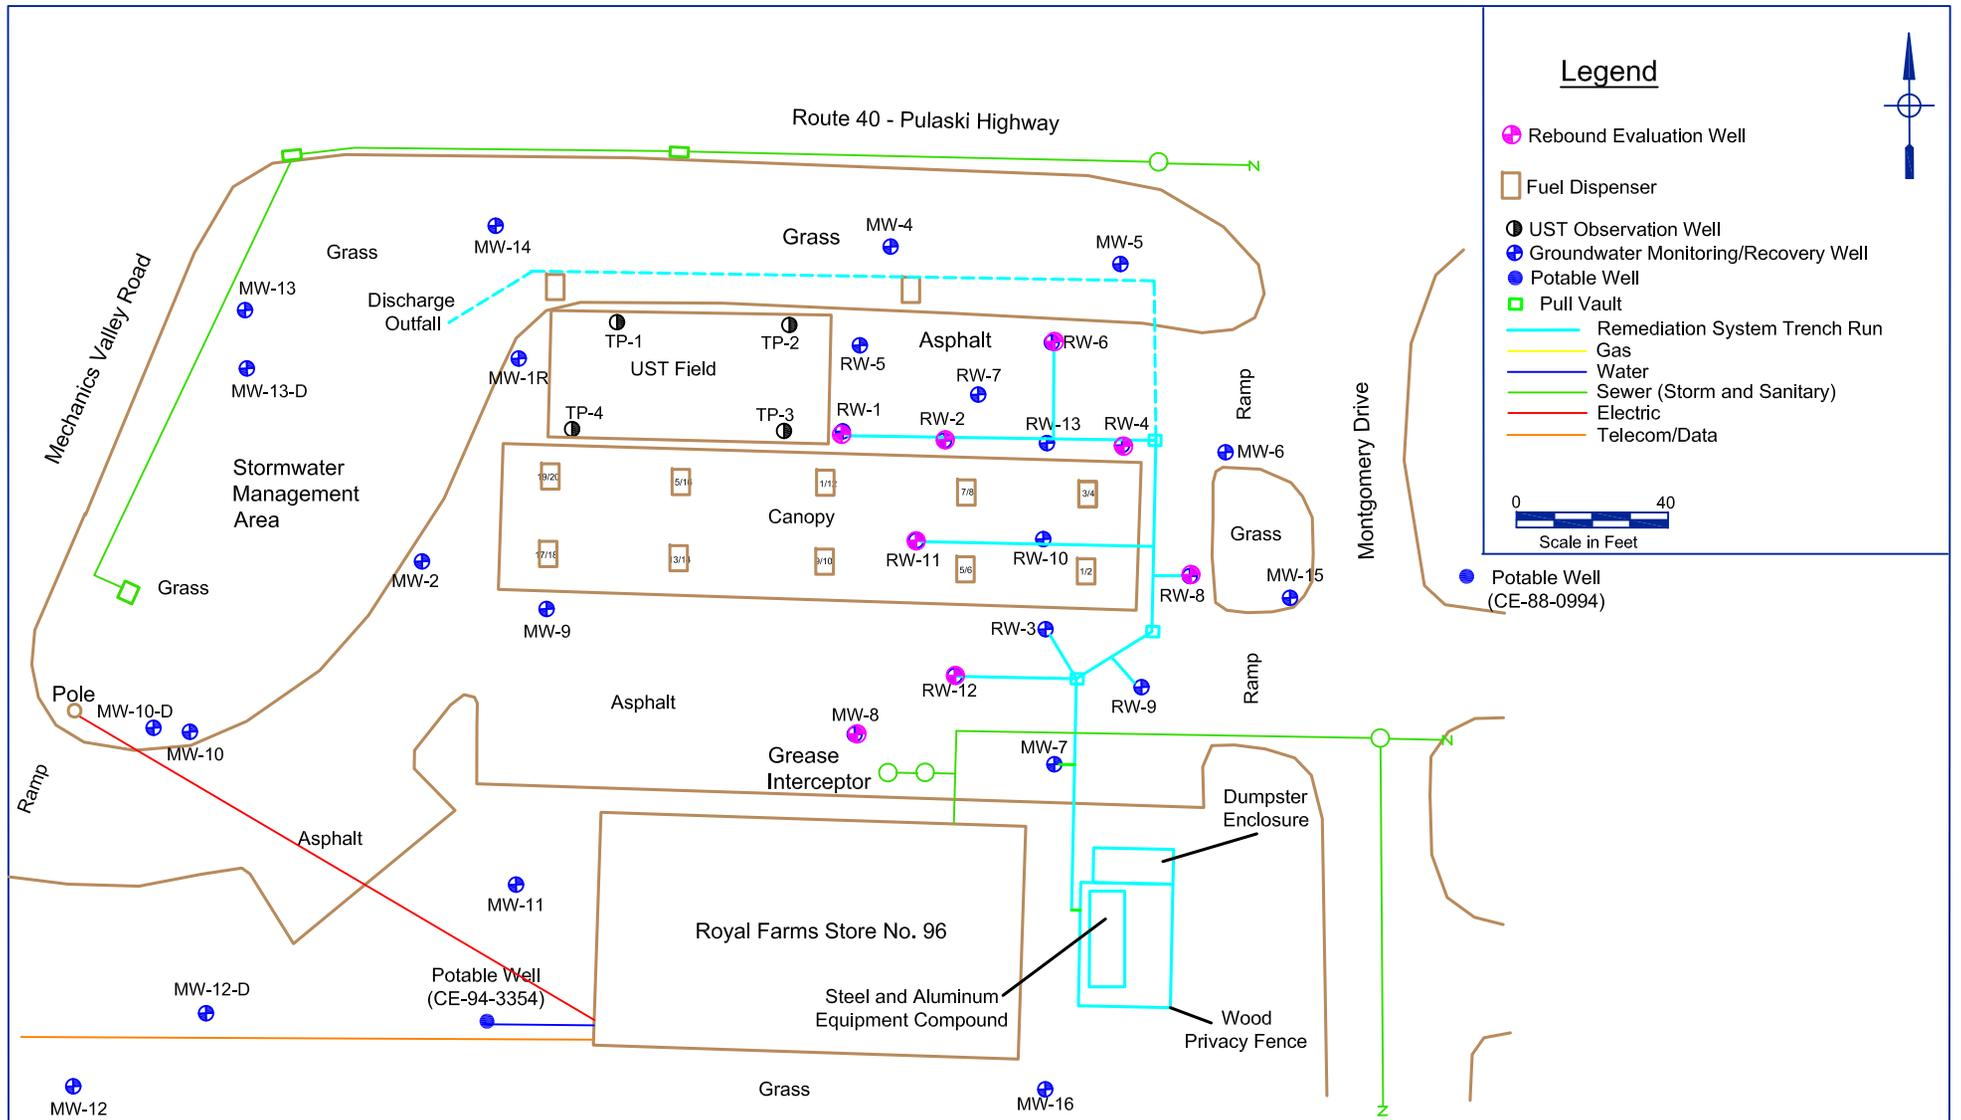 Route 40 - Pulaski Highway
Legend
Rebound Evaluation Well
Fuel Dispenser
UST Observation Well
Groundwater Monitoring/Recovery Well
Potable Well
Pull Vault
Remediation System Trench Run
Gas
Water
Sewer (Storm and Sanitary)
Electric
Telecom/Data
0
40
Scale in Feet
Z
MW-14
Grass
Grass
MW-4
MW-5
Mechanics Valley Road
MW-13
Discharge
Outfall
MW-13-D
MW-1R
TP-1
TP-2
UST Field
TP-4
TP-3
RW-5
Asphalt
RW-6
RW-7
RW-1
RW-2
RW-13
RW-4
Ramp
MW-6
Montgomery Drive
Stormwater
Management
Area
19/20
7/8
3/4
Canopy
Grass
17/18
9/10
5/6
1/2
RW-11
RW-10
RW-8
MW-15
Potable Well
(CE-88-0994)
Grass
MW-2
MW-9
RW-3
RW-12
RW-9
Ramp
Pole
MW-10-D
MW-10
Asphalt
MW-8
Grease
Interceptor
MW-7
Z
Ramp
Asphalt
Dumpster
Enclosure
MW-11
Royal Farms Store No. 96
Potable Well
(CE-94-3354)
MW-12-D
Steel and Aluminum
Equipment Compound
Wood
Privacy Fence
MW-12
Grass
MW-16
Z